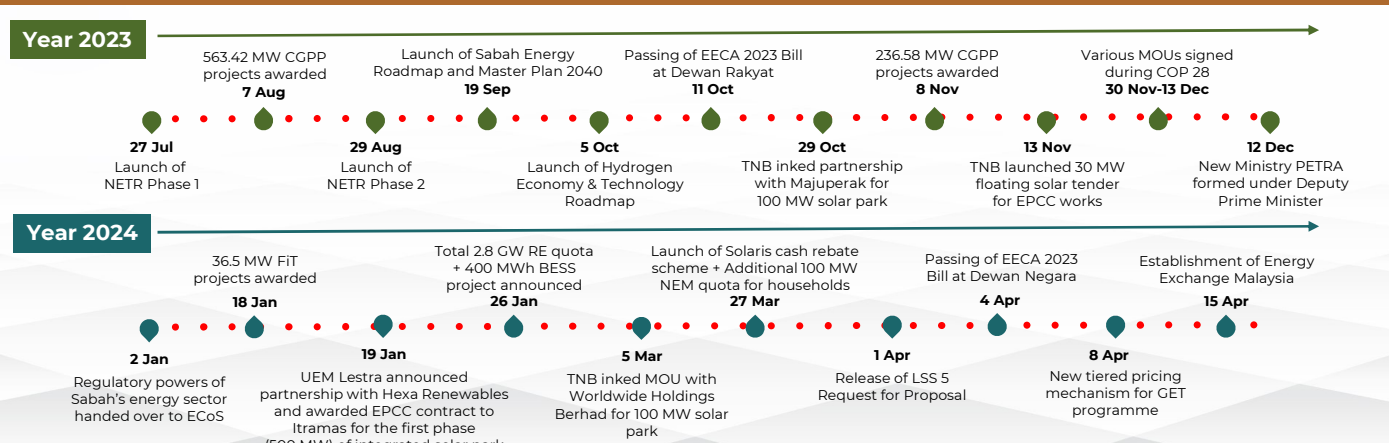 Year 2023
563.42 MW CGPP
projects awarded
7 Aug
Launch of Sabah Energy
Roadmap and Master Plan 2040
19 Sep
Passing of EECA 2023 Bill
at Dewan Rakyat
11 Oct
236.58 MW CGPP
projects awarded
8 Nov
Various MOUs signed
during COP 28
30 Nov-13 Dec
27 Jul
Launch of
NETR Phase 1
29 Aug
Launch of
NETR Phase 2
5 Oct
Launch of Hydrogen
Economy & Technology
Roadmap
29 Oct
TNB inked partnership
with Majuperak for
100 MW solar park
13 Nov
TNB launched 30 MW
floating solar tender
for EPCC works
12 Dec
New Ministry PETRA
formed under Deputy
Prime Minister
Year 2024
36.5 MW FiT
projects awarded
18 Jan
Total 2.8 GW RE quota
+ 400 MWh BESS
project announced
26 Jan
Launch of Solaris cash rebate
scheme + Additional 100 MW
NEM quota for households
27 Mar
Passing of EECA 2023
Bill at Dewan Negara
4 Apr
Establishment of Energy
Exchange Malaysia
15 Apr
2 Jan
Regulatory powers of
Sabah's energy sector
handed over to ECoS
19 Jan
UEM Lestra announced
partnership with Hexa Renewables
and awarded EPCC contract to
Itramas for the first phase
(500 MW) of integrated solar park
5 Mar
TNB inked MOU with
Worldwide Holdings
Berhad for 100 MW solar
park
1 Apr
Release of LSS 5
Request for Proposal
8 Apr
New tiered pricing
mechanism for GET
programme